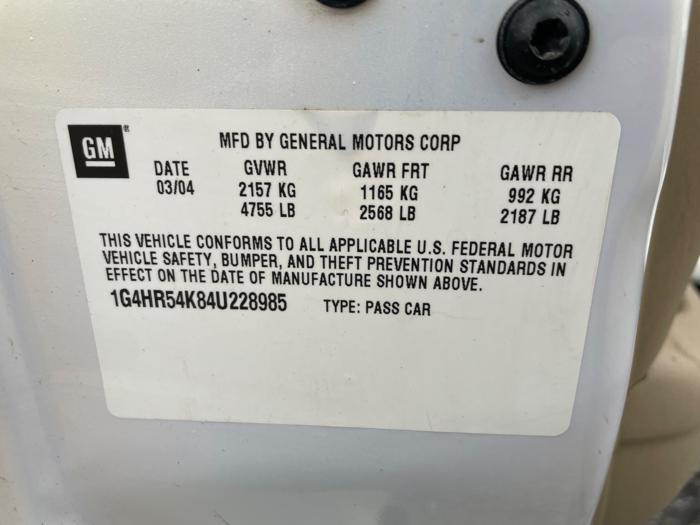 GM
MFD BY GENERAL MOTORS CORP
DATE GVWR GAWR FRT GAWR RR
03/04 2157 KG 1165 KG 992 KG
4755 LB 2568 LB 2187 LB
THIS VEHICLE CONFORMS TO ALL APPLICABLE U.S. FEDERAL MOTOR
VEHICLE SAFETY, BUMPER, AND THEFT PREVENTION STANDARDS IN
EFFECT ON THE DATE OF MANUFACTURE SHOWN ABOVE.
1G4HR54K84U228985 TYPE: PASS CAR